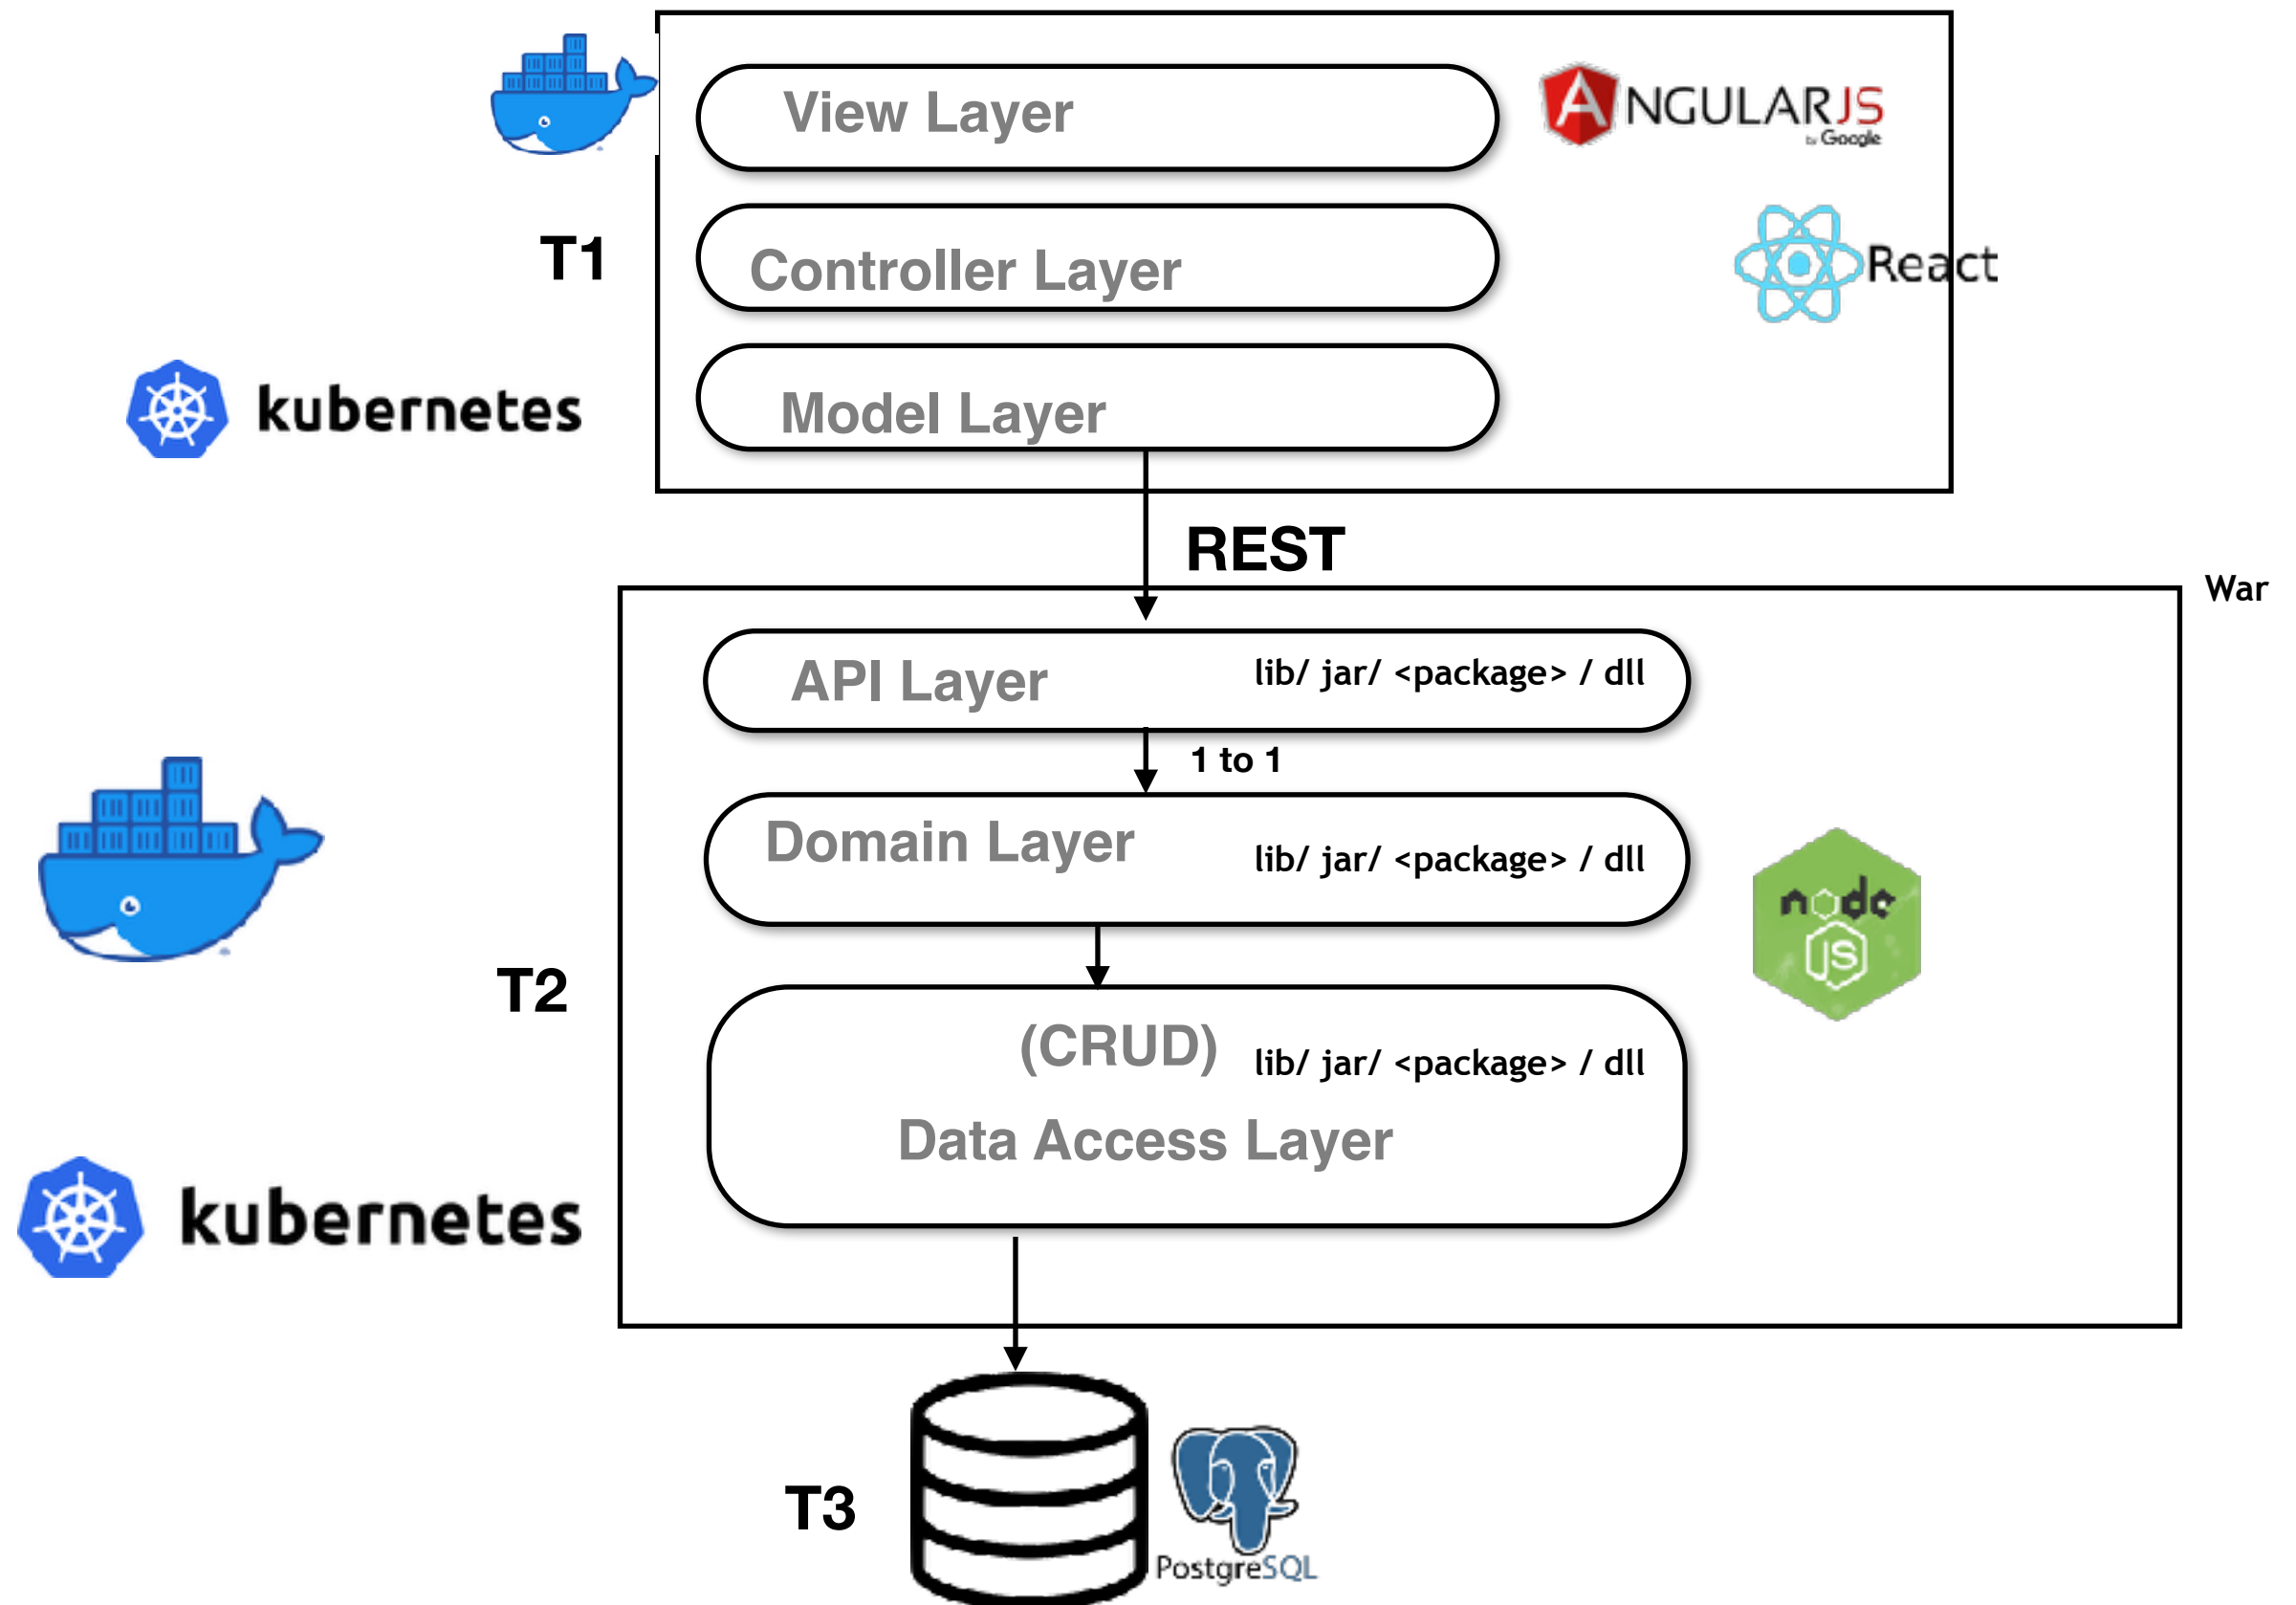 View Layer
ANGULARJS
by Google
T1
Controller Layer
React
kubernetes
Model Layer
REST
War
API Layer
lib/ jar/ <package> / dll
1 to 1
Domain Layer
lib/ jar/ <package> / dll
node
JS
T2
(CRUD)
lib/ jar/ <package> / dll
Data Access Layer
kubernetes
T3
PostgreSQL